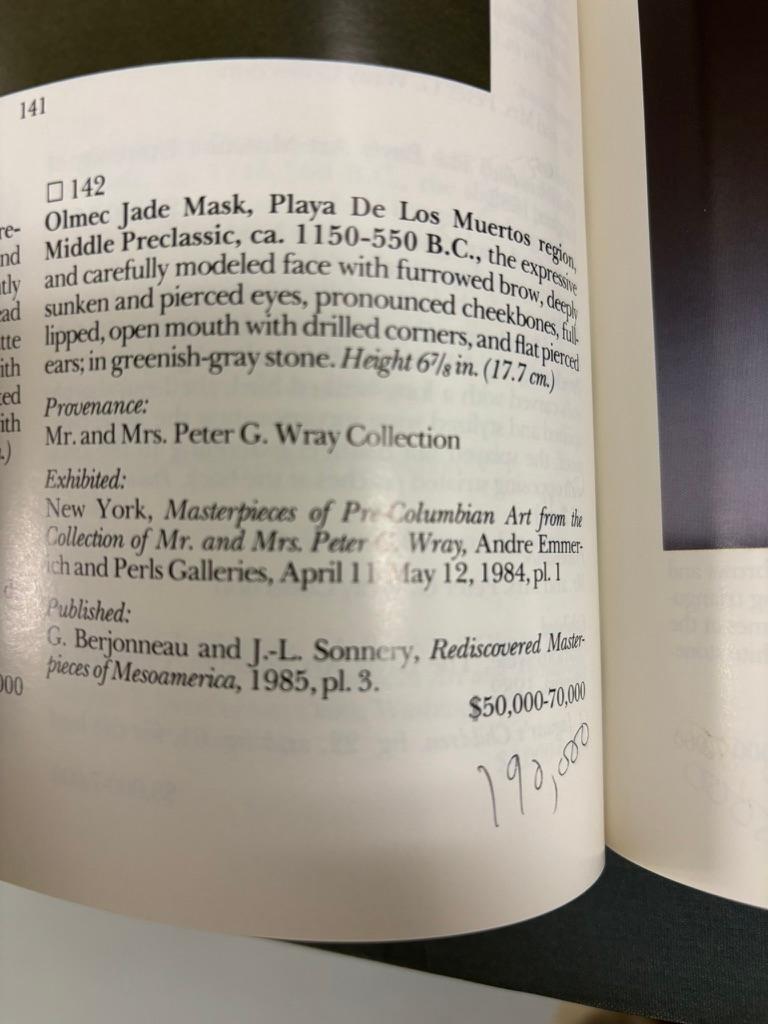 141
□ 142
Olmec Jade Mask, Playa De Los Muertos region,
Middle Preclassic, ca. 1150-550 B.C., the expressive
and carefully modeled face with furrowed brow, deeply
sunken and pierced eyes, pronounced cheekbones, full-
lipped, open mouth with drilled corners, and flat pierced
ears; in greenish-gray stone. Height 6⅞ in. (17.7 cm.)
Provenance:
Mr. and Mrs. Peter G. Wray Collection
Exhibited:
New York, Masterpieces of Pre-Columbian Art from the
Collection of Mr. and Mrs. Peter G. Wray, Andre Emmer-
ich and Perls Galleries, April 11 May 12, 1984, pl. 1
Published:
G. Berjonneau and J.-L. Sonnery, Rediscovered Master-
pieces of Mesoamerica, 1985, pl. 3.
$50,000-70,000
190,000